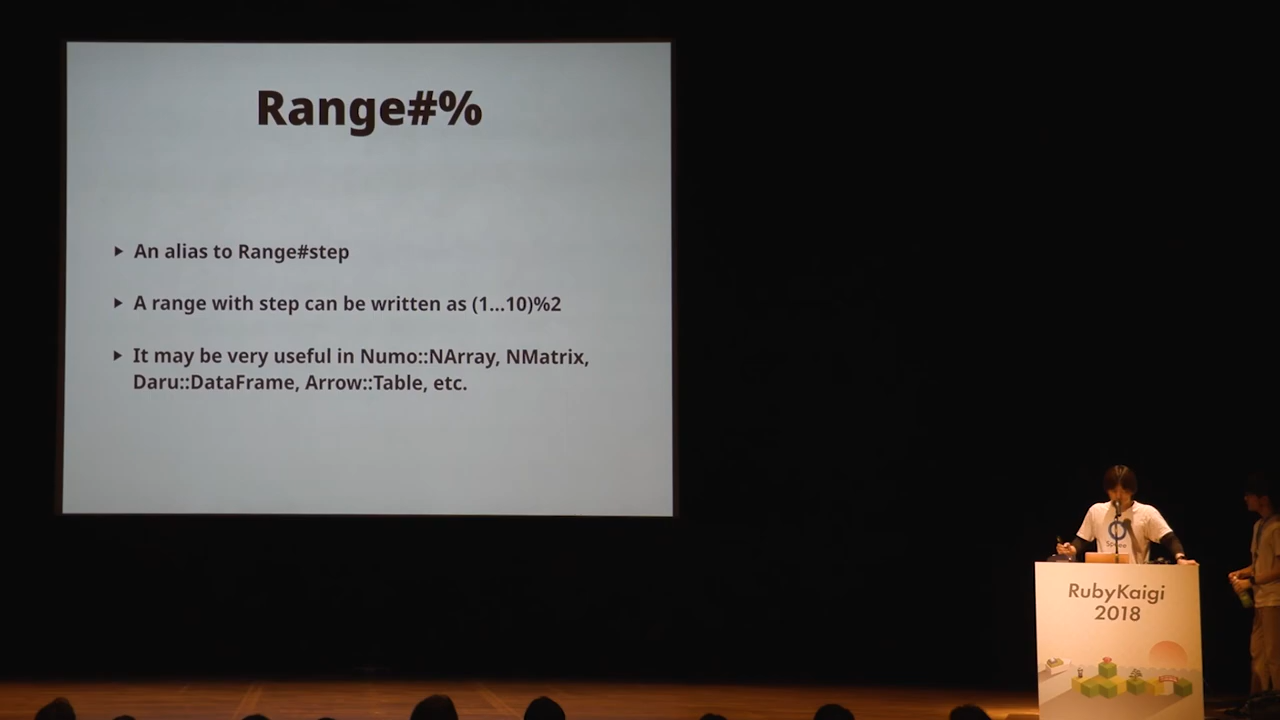 Range#%
▸ An alias to Range#step
▸ A range with step can be written as (1...10)%2
▸ It may be very useful in Numo::NArray, NMatrix,
Daru::DataFrame, Arrow::Table, etc.
RubyKaigi
2018